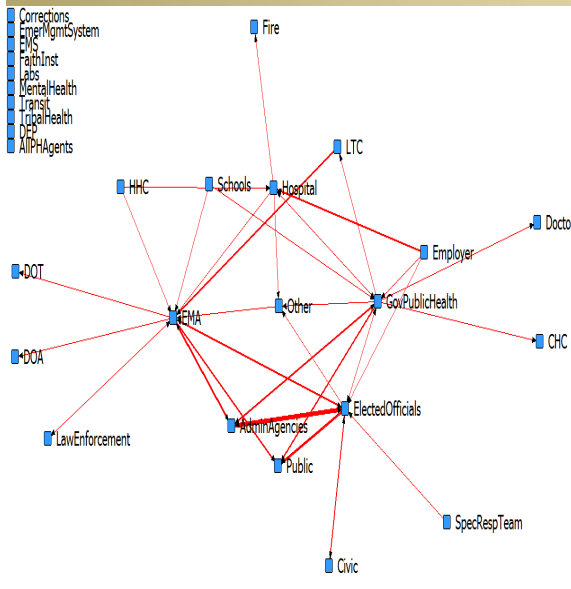 Corrections
EmerMgmtSystem
EMS
FaithInst
Labs
MentalHealth
Transit
TribalHealth
DEP
AllPHAgents
Fire
LTC
HHC
Schools
Hospital
Docto
Employer
DOT
Other
GovPublicHealth
EMA
CHC
DOA
ElectedOfficials
AdminAgencies
LawEnforcement
Public
SpecRespTeam
Civic